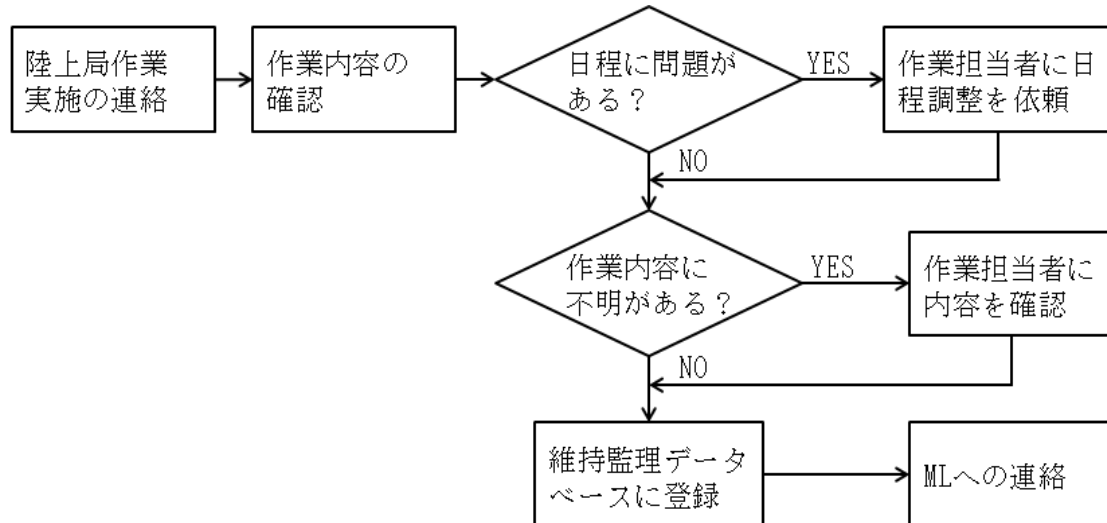 陸上局作業
実施の連絡
作業内容の
確認
日程に問題が
ある？
YES
作業担当者に日
程調整を依頼
NO
作業内容に
不明がある？
YES
作業担当者に
内容を確認
NO
維持監理データ
ベースに登録
MLへの連絡